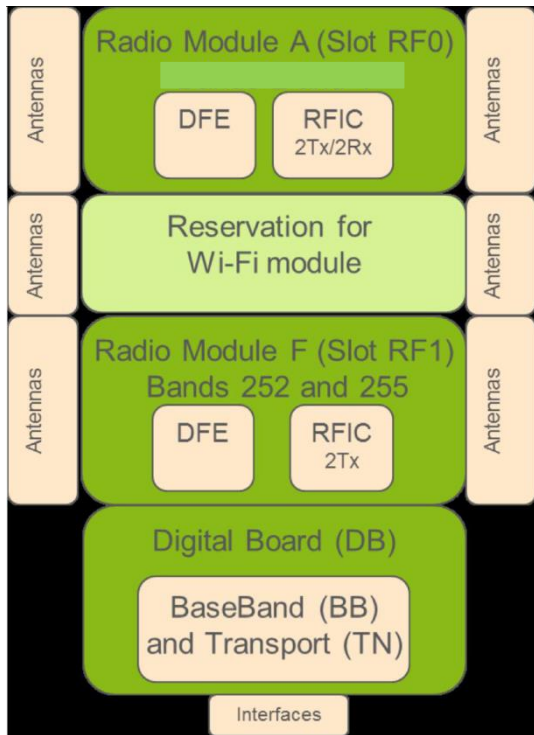 Radio Module A (Slot RF0)
Antennas
Antennas
DFE
RFIC
2Tx/2Rx
Antennas
Reservation for
Wi-Fi module
Antennas
Radio Module F (Slot RF1)
Bands 252 and 255
Antennas
Antennas
DFE
RFIC
2Tx
Digital Board (DB)
BaseBand (BB)
and Transport (TN)
Interfaces